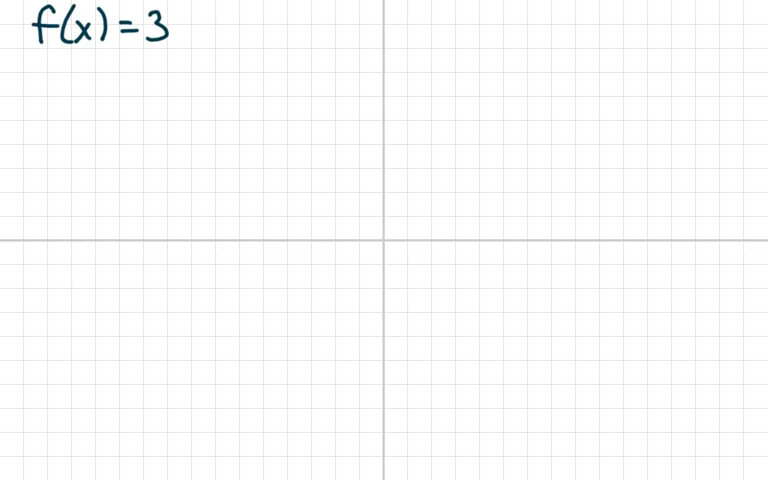 f(x) = 3